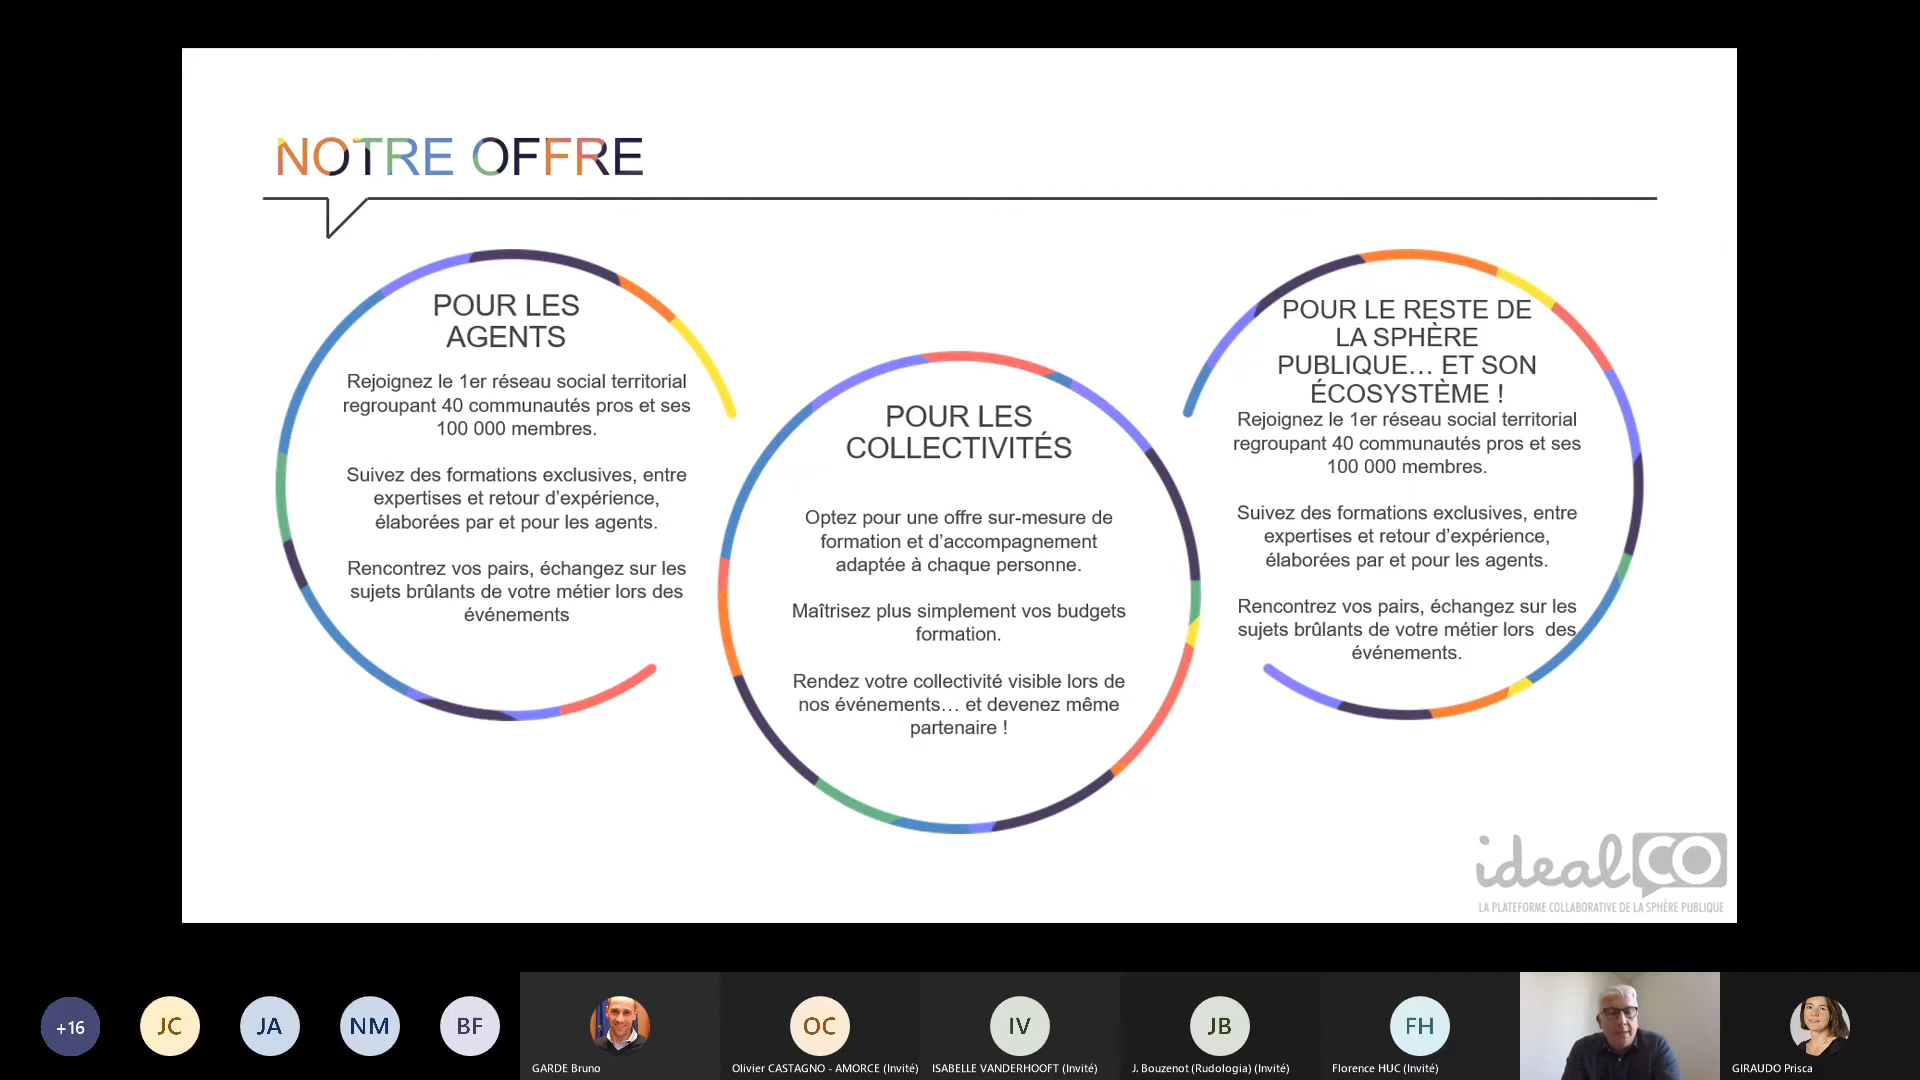 NOTRE OFFRE
POUR LES
AGENTS
Rejoignez le 1er réseau social territorial
regroupant 40 communautés pros et ses
100 000 membres.
Suivez des formations exclusives, entre
expertises et retour d'expérience,
élaborées par et pour les agents.
Rencontrez vos pairs, échangez sur les
sujets brûlants de votre métier lors des
événements
POUR LES
COLLECTIVITÉS
Optez pour une offre sur-mesure de
formation et d'accompagnement
adaptée à chaque personne.
Maîtrisez plus simplement vos budgets
formation.
Rendez votre collectivité visible lors de
nos événements… et devenez même
partenaire !
POUR LE RESTE DE
LA SPHÈRE
PUBLIQUE… ET SON
ÉCOSYSTÈME !
Rejoignez le 1er réseau social territorial
regroupant 40 communautés pros et ses
100 000 membres.
Suivez des formations exclusives, entre
expertises et retour d'expérience,
élaborées par et pour les agents.
Rencontrez vos pairs, échangez sur les
sujets brûlants de votre métier lors des
événements.
idealCO
LA PLATEFORME COLLABORATIVE DE LA SPHÈRE PUBLIQUE
+16
JC
JA
NM
BF
GARDE Bruno
OC
Olivier CASTAGNO - AMORCE (Invité)
IV
ISABELLE VANDERHOOFT (Invité)
JB
J. Bouzenot (Rudologia) (Invité)
FH
Florence HUC (Invité)
GIRAUDO Prisca